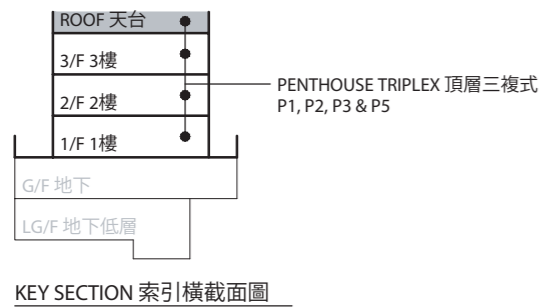 ROOF 天台
3/F 3樓
2/F 2樓
1/F 1樓
G/F 地下
LG/F 地下低層
PENTHOUSE TRIPLEX 頂層三複式
P1, P2, P3 & P5
KEY SECTION 索引橫截面圖